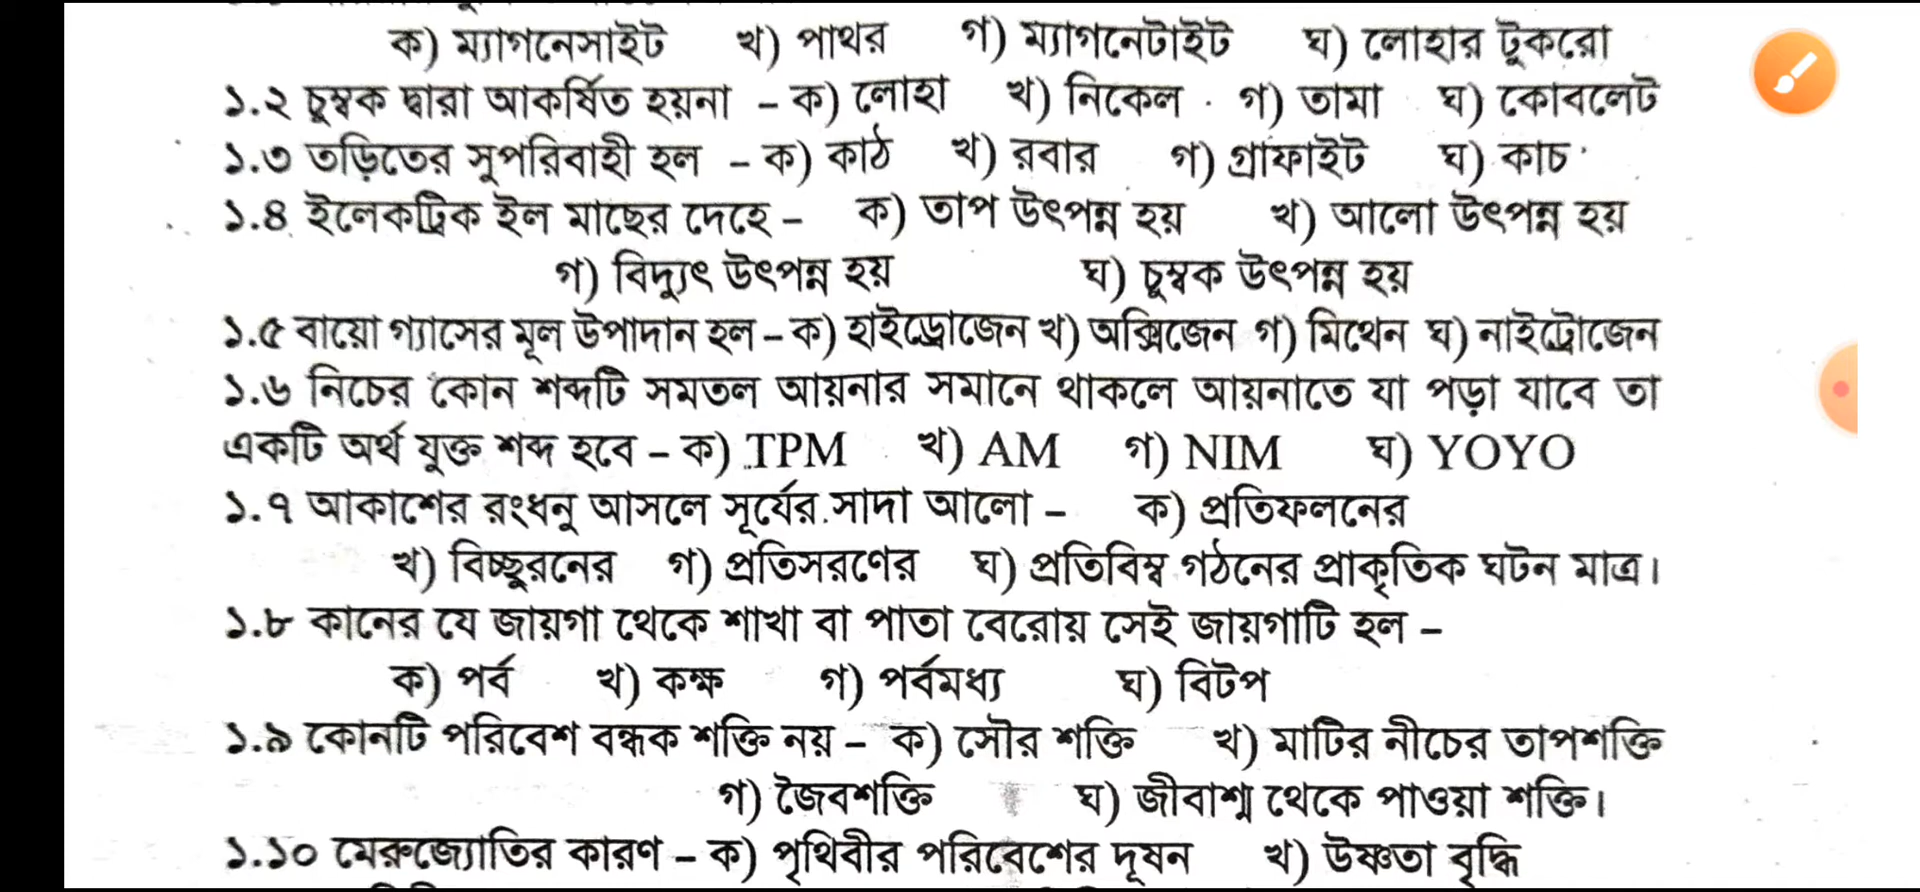 ক) ম্যাগনেসাইট খ) পাথর গ) ম্যাগনেটাইট ঘ) লোহার টুকরো
১.২ চুম্বক দ্বারা আকর্ষিত হয়না – ক) লোহা খ) নিকেল গ) তামা ঘ) কোবলেট
১.৩ তড়িতের সুপরিবাহী হল – ক) কাঠ খ) রবার গ) গ্রাফাইট ঘ) কাচ
১.৪ ইলেকট্রিক ইল মাছের দেহে – ক) তাপ উৎপন্ন হয় খ) আলো উৎপন্ন হয়
গ) বিদ্যুৎ উৎপন্ন হয় ঘ) চুম্বক উৎপন্ন হয়
১.৫ বায়ো গ্যাসের মূল উপাদান হল – ক) হাইড্রোজেন খ) অক্সিজেন গ) মিথেন ঘ) নাইট্রোজেন
১.৬ নিচের কোন শব্দটি সমতল আয়নার সমানে থাকলে আয়নাতে যা পড়া যাবে তা
একটি অর্থ যুক্ত শব্দ হবে – ক) TPM খ) AM গ) NIM ঘ) YOYO
১.৭ আকাশের রংধনু আসলে সূর্যের সাদা আলো – ক) প্রতিফলনের
খ) বিচ্ছুরনের গ) প্রতিসরণের ঘ) প্রতিবিম্ব গঠনের প্রাকৃতিক ঘটন মাত্র।
১.৮ কানের যে জায়গা থেকে শাখা বা পাতা বেরোয় সেই জায়গাটি হল –
ক) পর্ব খ) কক্ষ গ) পর্বমধ্য ঘ) বিটপ
১.৯ কোনটি পরিবেশ বন্ধক শক্তি নয় – ক) সৌর শক্তি খ) মাটির নীচের তাপশক্তি
গ) জৈবশক্তি ঘ) জীবাশ্ম থেকে পাওয়া শক্তি।
১.১০ মেরুজ্যোতির কারণ – ক) পৃথিবীর পরিবেশের দূষন খ) উষ্ণতা বৃদ্ধি